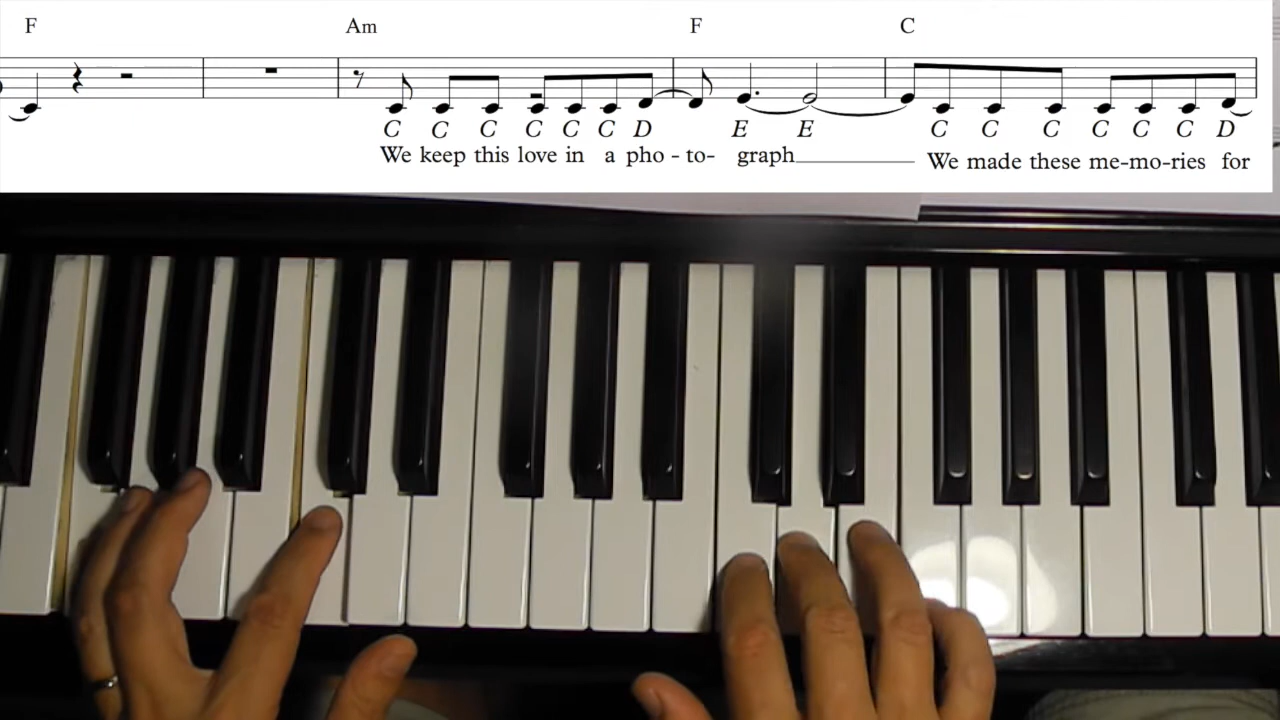 F Am F C
C C C C C C D E E C C C C C C D
We keep this love in a pho - to- graph We made these me-mo-ries for